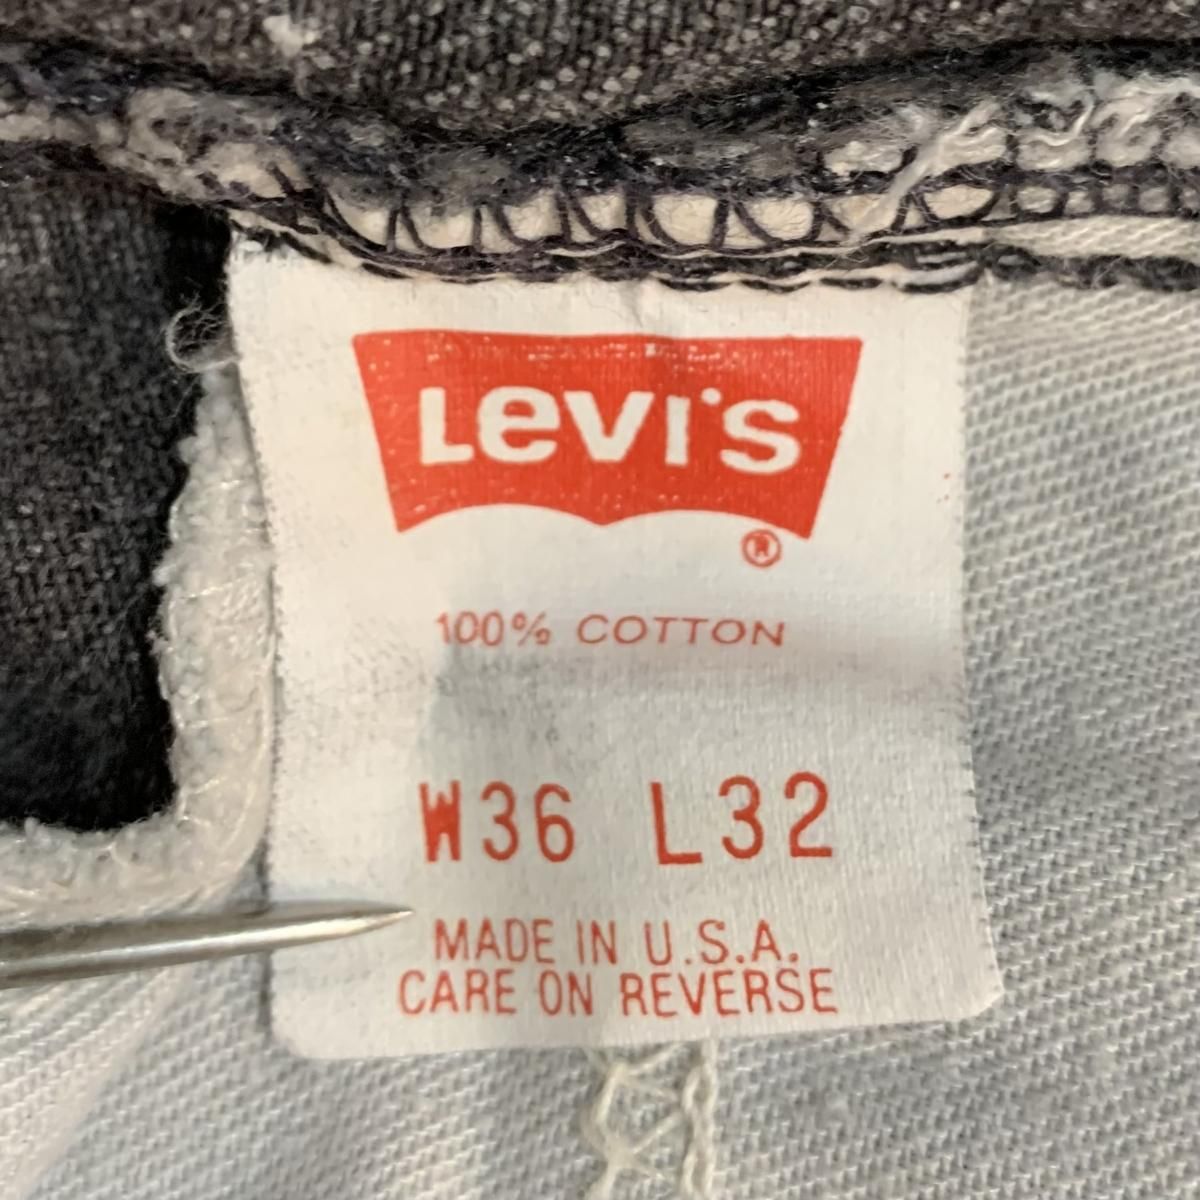 LeVI'S
®
100% COTTON
W36 L32
MADE IN U.S.A.
CARE ON REVERSE